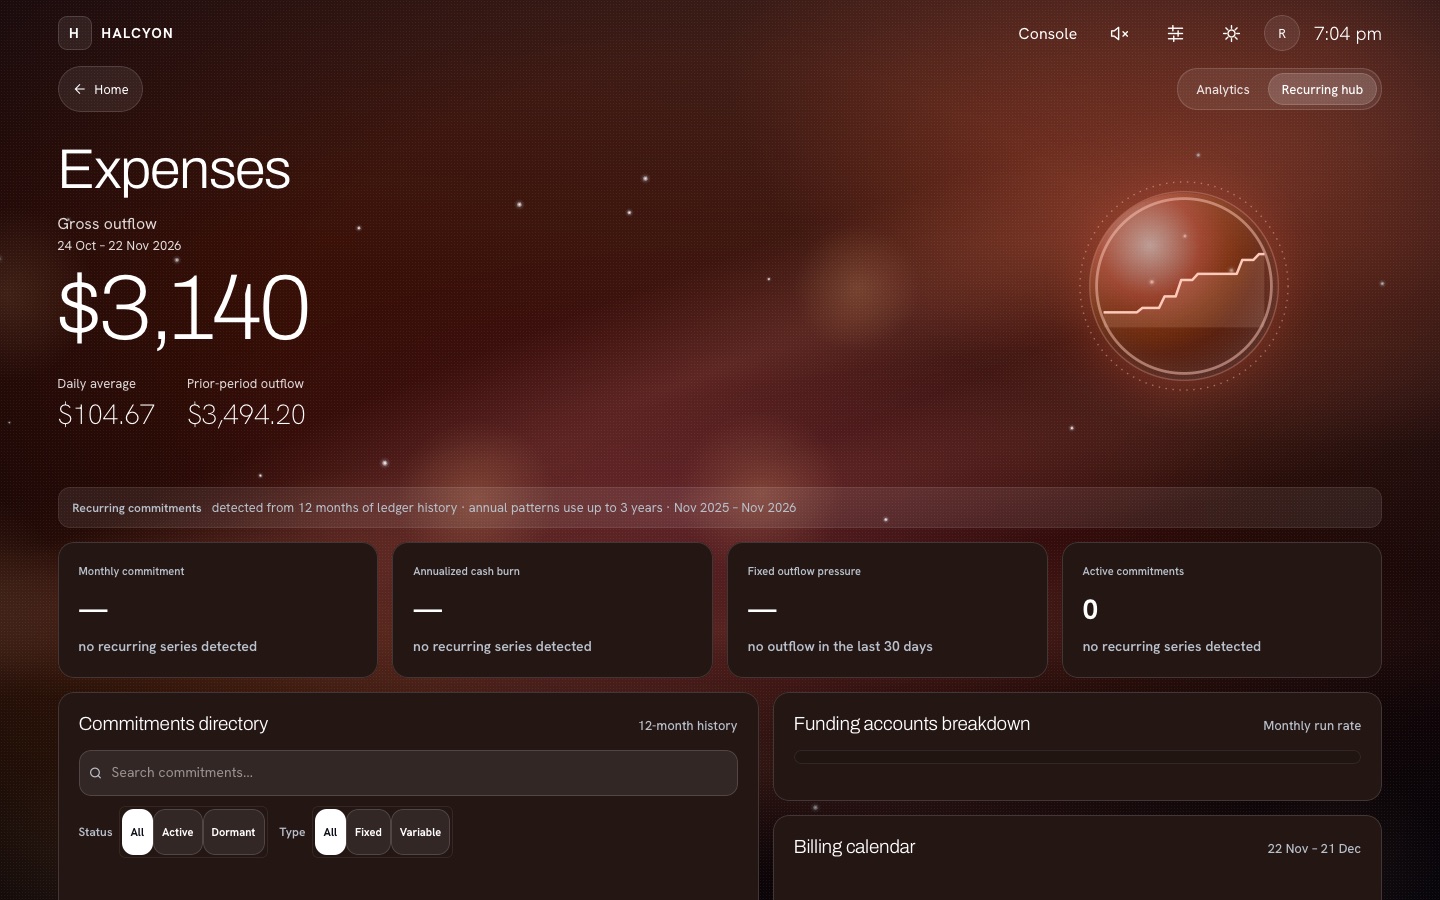 H HALCYON
Console
R 7:04 pm
Home
Analytics Recurring hub
Expenses
Gross outflow
24 Oct – 22 Nov 2026
$3,140
Daily average Prior-period outflow
$104.67 $3,494.20
Recurring commitments detected from 12 months of ledger history · annual patterns use up to 3 years · Nov 2025 – Nov 2026
Monthly commitment
—
no recurring series detected
Annualized cash burn
—
no recurring series detected
Fixed outflow pressure
—
no outflow in the last 30 days
Active commitments
0
no recurring series detected
Commitments directory 12-month history
Search commitments...
Status All Active Dormant Type All Fixed Variable
Funding accounts breakdown Monthly run rate
Billing calendar 22 Nov – 21 Dec